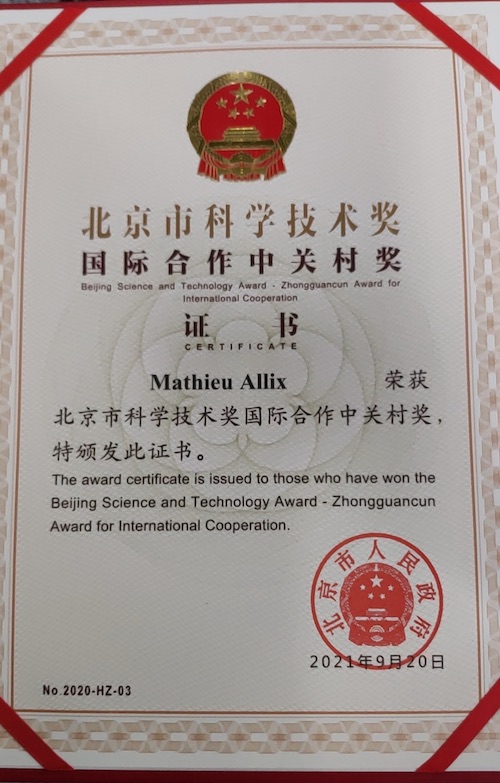 北京市科学技术奖
国际合作中关村奖
Beijing Science and Technology Award - Zhongguancun Award for
International Cooperation
证 书
CERTIFICATE
Mathieu Allix 荣获
北京市科学技术奖国际合作中关村奖，
特颁发此证书。
The award certificate is issued to those who have won the
Beijing Science and Technology Award - Zhongguancun
Award for International Cooperation.
北京市人民政府
2021年9月20日
No 2020-HZ-03